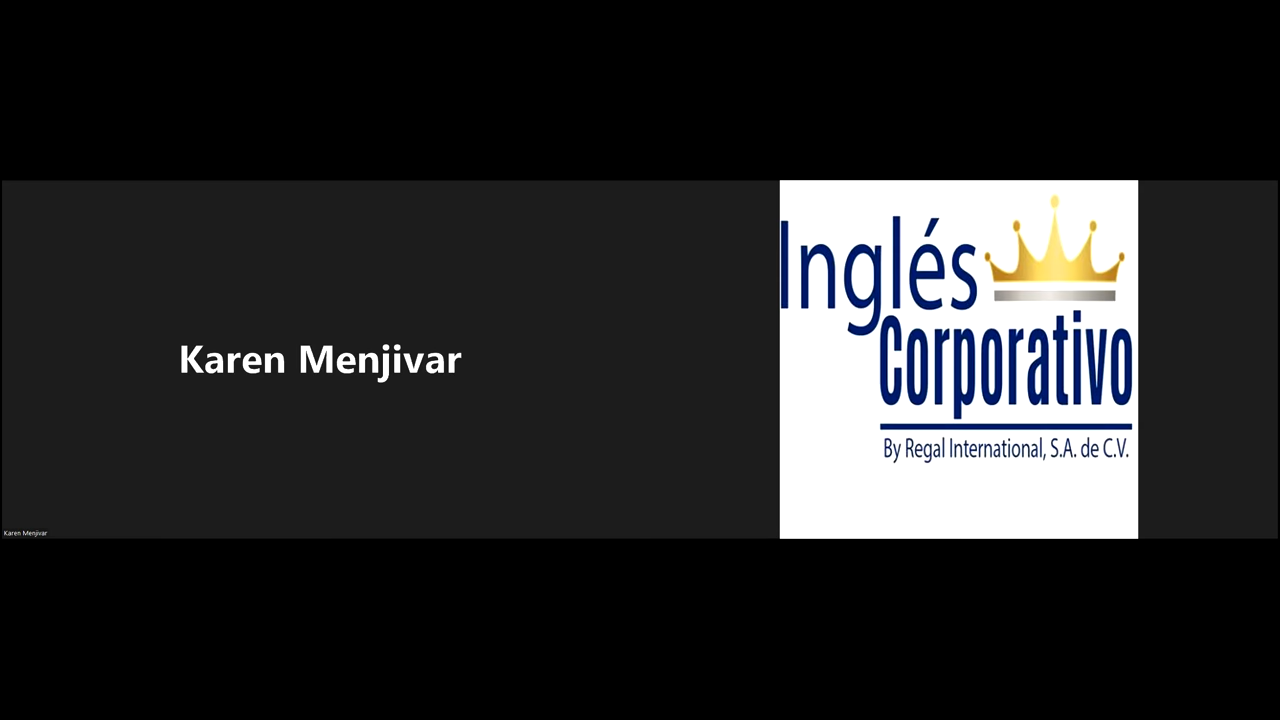 Karen Menjivar
Inglés
Corporativo
By Regal International, S.A. de C.V.
Karen Menjivar